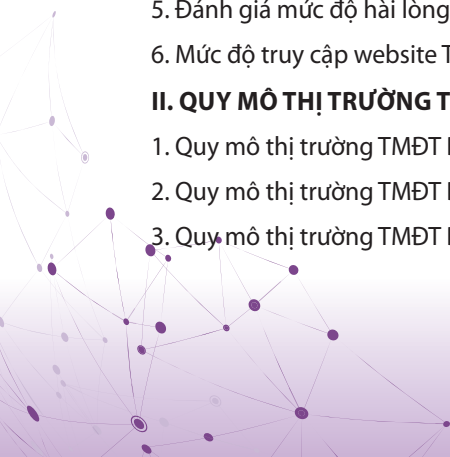 5. Đánh giá mức độ hài lòng
6. Mức độ truy cập website T
II. QUY MÔ THỊ TRƯỜNG T
1. Quy mô thị trường TMĐT
2. Quy mô thị trường TMĐT
3. Quy mô thị trường TMĐT